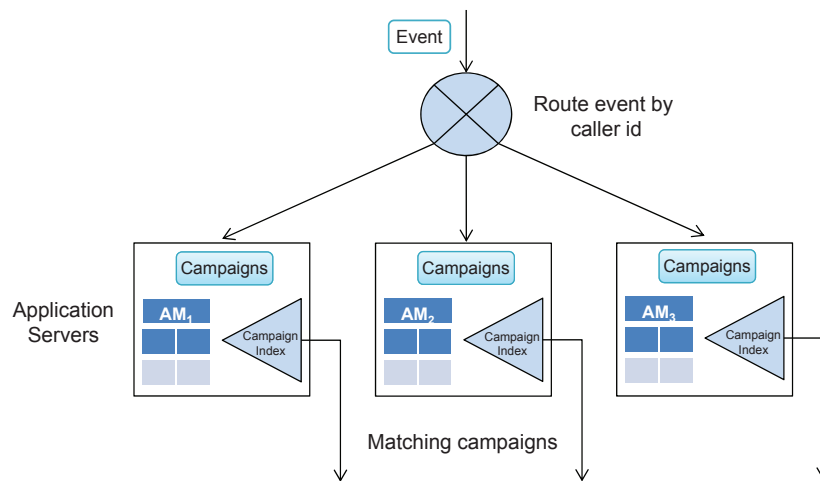 Event
Route event by
caller id
Campaigns
Campaigns
Campaigns
Application
Servers
AM1
Campaign
Index
AM2
Campaign
Index
AM3
Campaign
Index
Matching campaigns